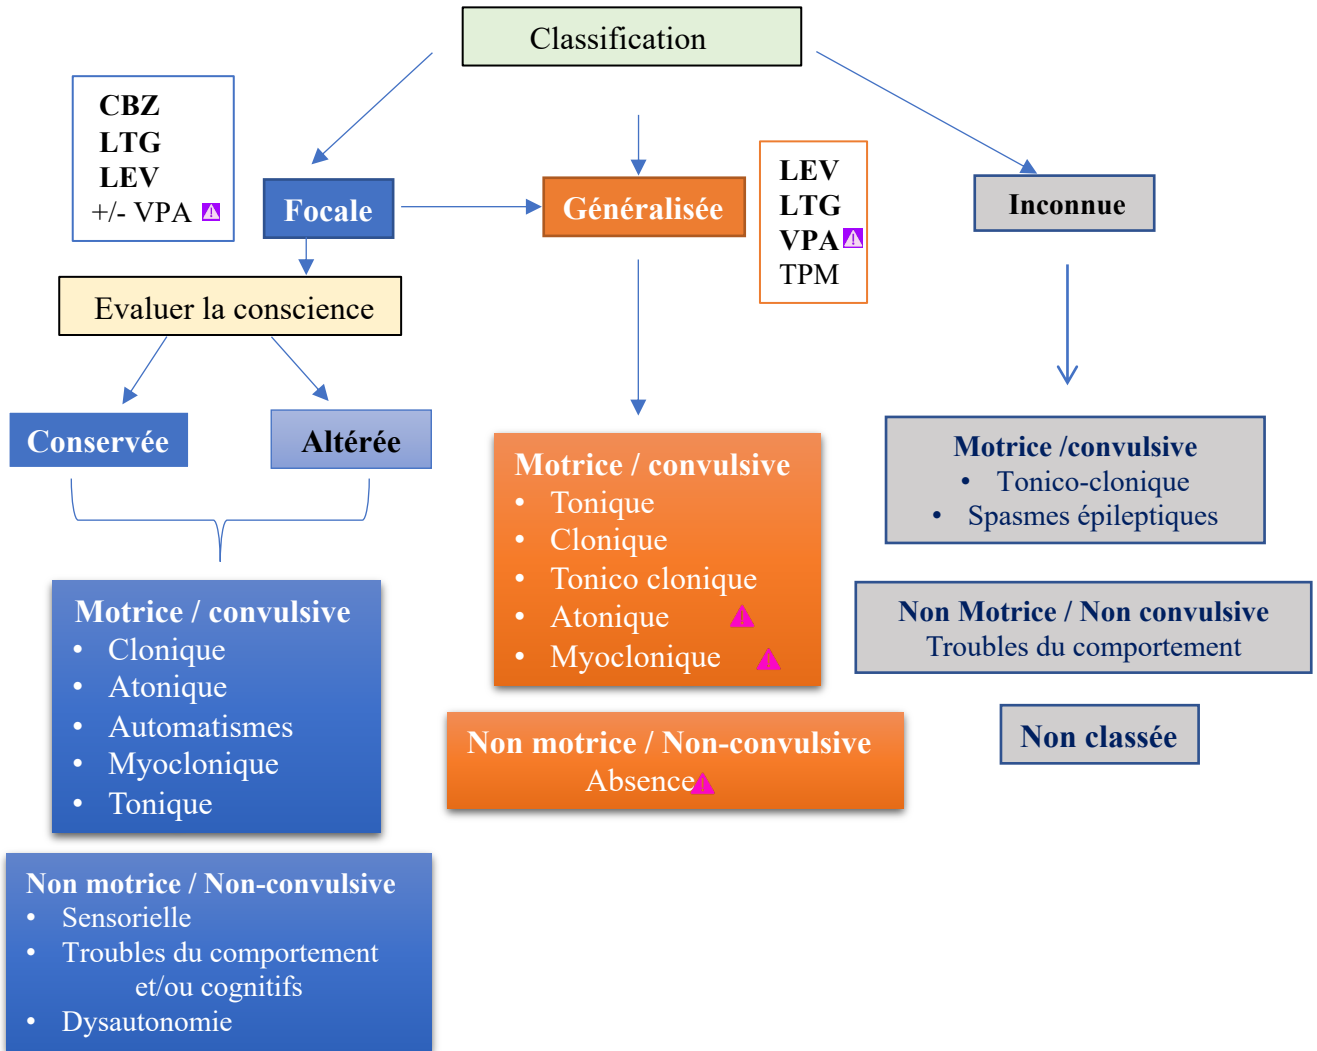 Classification
CBZ
LTG
LEV
+/- VPA
Focale
Généralisée
LEV
LTG
VPA
TPM
Inconnue
Evaluer la conscience
Conservée
Altérée
Motrice / convulsive
• Clonique
• Atonique
• Automatismes
• Myoclonique
• Tonique
Non motrice / Non-convulsive
• Sensorielle
• Troubles du comportement
et/ou cognitifs
• Dysautonomie
Motrice / convulsive
• Tonique
• Clonique
• Tonico clonique
• Atonique
• Myoclonique
Non motrice / Non-convulsive
Absence
Motrice /convulsive
• Tonico-clonique
• Spasmes épileptiques
Non Motrice / Non convulsive
Troubles du comportement
Non classée